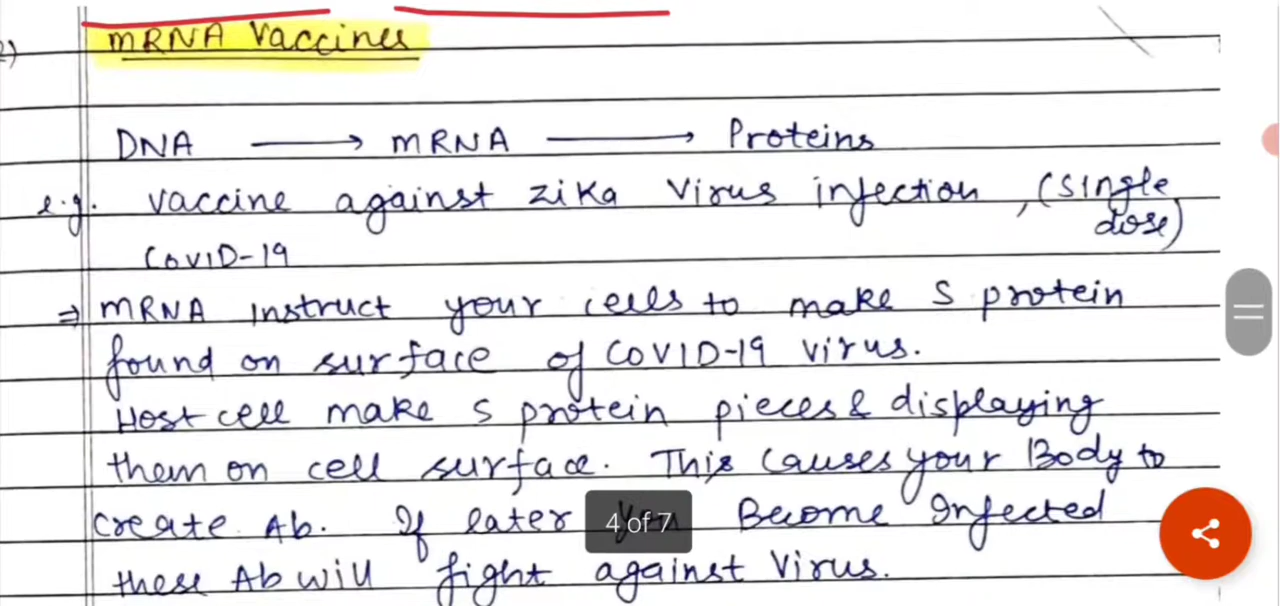 2)
mRNA Vaccines
DNA → mRNA → Proteins
e.g. vaccine against zika virus infection, (single dose)
COVID-19
⇒ mRNA instruct your cells to make S protein
found on surface of COVID-19 virus.
Host cell make S protein pieces & displaying
them on cell surface. This causes your Body to
create Ab. If later you Become Infected
4 of 7
these Ab will fight against Virus.